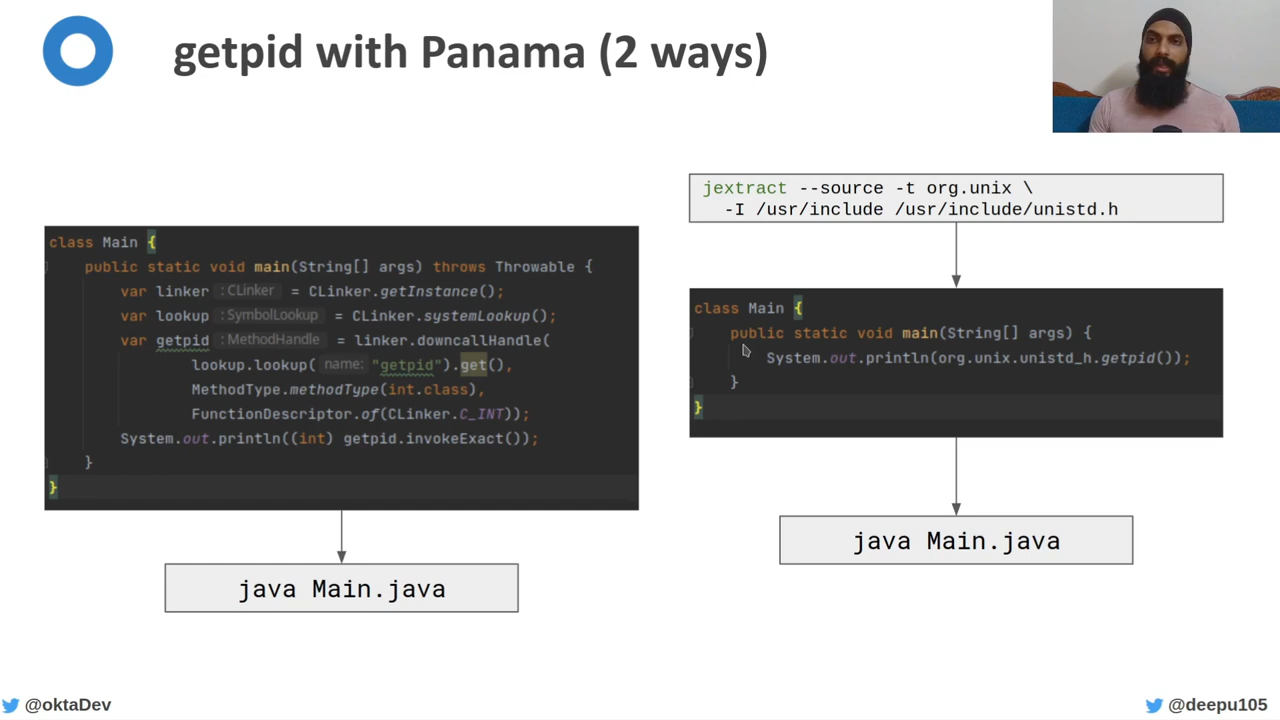 getpid with Panama (2 ways)
class Main {
public static void main(String[] args) throws Throwable {
var linker : CLinker = CLinker.getInstance();
var lookup : SymbolLookup = CLinker.systemLookup();
var getpid : MethodHandle = linker.downcallHandle(
lookup.lookup( name: "getpid").get(),
MethodType.methodType(int.class),
FunctionDescriptor.of(CLinker.C_INT));
System.out.println((int) getpid.invokeExact());
}
}
java Main.java
jextract --source -t org.unix \
-I /usr/include /usr/include/unistd.h
class Main {
public static void main(String[] args) {
System.out.println(org.unix.unistd_h.getpid());
}
}
java Main.java
@oktaDev
@deepu105